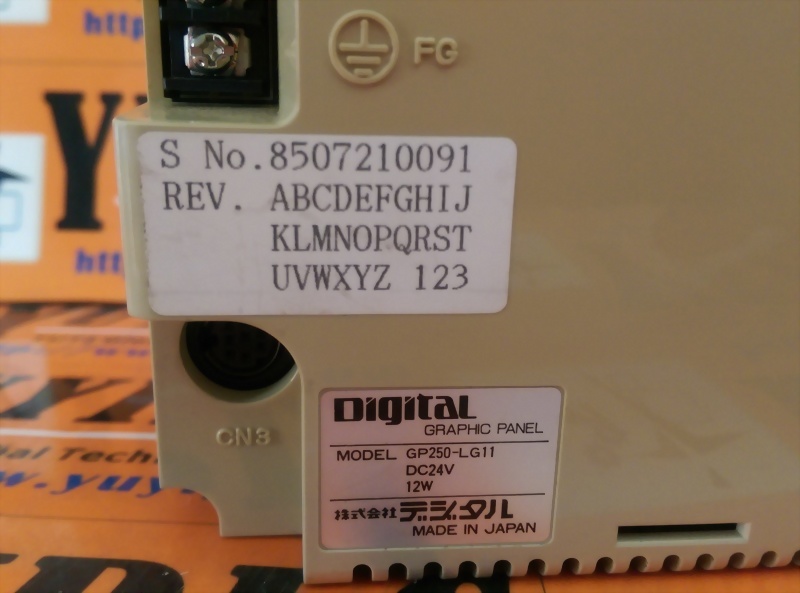 FG
S No.8507210091
REV. ABCDEFGHIJ
KLMNOPQRST
UVWXYZ 123
CN3
Digital
GRAPHIC PANEL
MODEL GP250-LG11
DC24V
12W
株式会社デジタル
MADE IN JAPAN